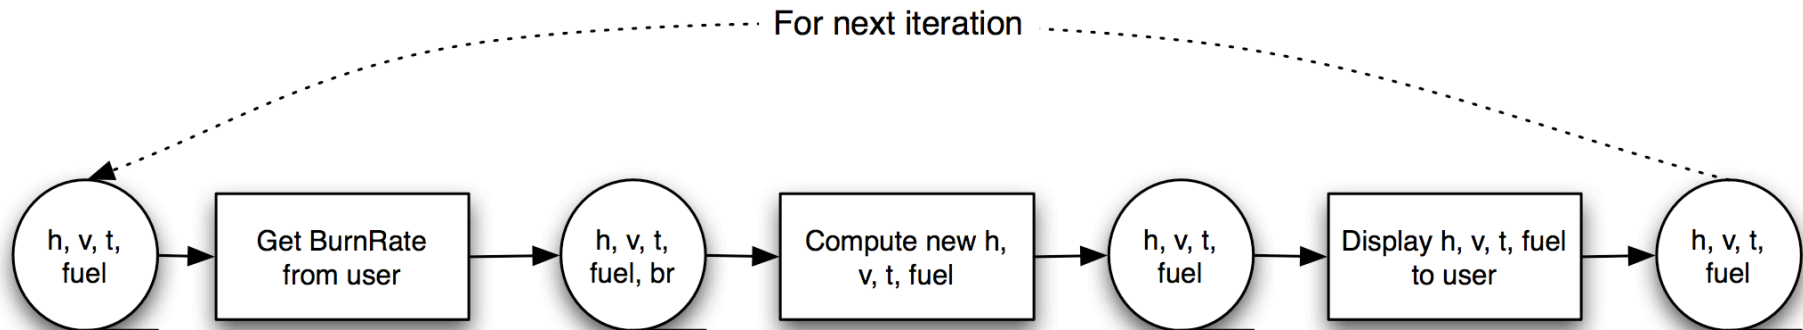 For next iteration
h, v, t,
fuel
Get BurnRate
from user
h, v, t,
fuel, br
Compute new h,
v, t, fuel
h, v, t,
fuel
Display h, v, t, fuel
to user
h, v, t,
fuel